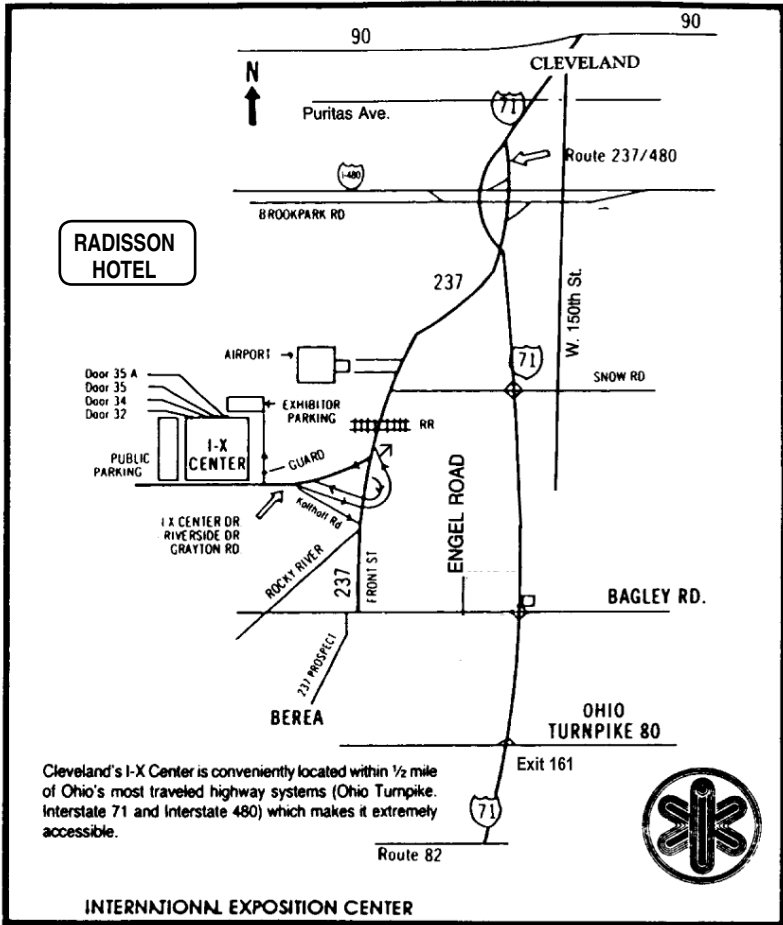 90
90
CLEVELAND
N
71
Puritas Ave.
Route 237/480
I-480
BROOKPARK RD
RADISSON
HOTEL
237
W. 150th St.
AIRPORT
71
SNOW RD
Door 35 A
Door 35
Door 34
Door 32
EXHIBITOR
PARKING
RR
I-X
CENTER
PUBLIC
PARKING
GUARD
Kolthoff Rd
I X CENTER DR
RIVERSIDE DR
GRAYTON RD
ENGEL ROAD
ROCKY RIVER
237
FRONT ST
BAGLEY RD.
237 PROSPECT
BEREA
OHIO
TURNPIKE 80
Exit 161
Cleveland's I-X Center is conveniently located within ½ mile
of Ohio's most traveled highway systems (Ohio Turnpike.
Interstate 71 and Interstate 480) which makes it extremely
accessible.
71
Route 82
INTERNATIONAL EXPOSITION CENTER